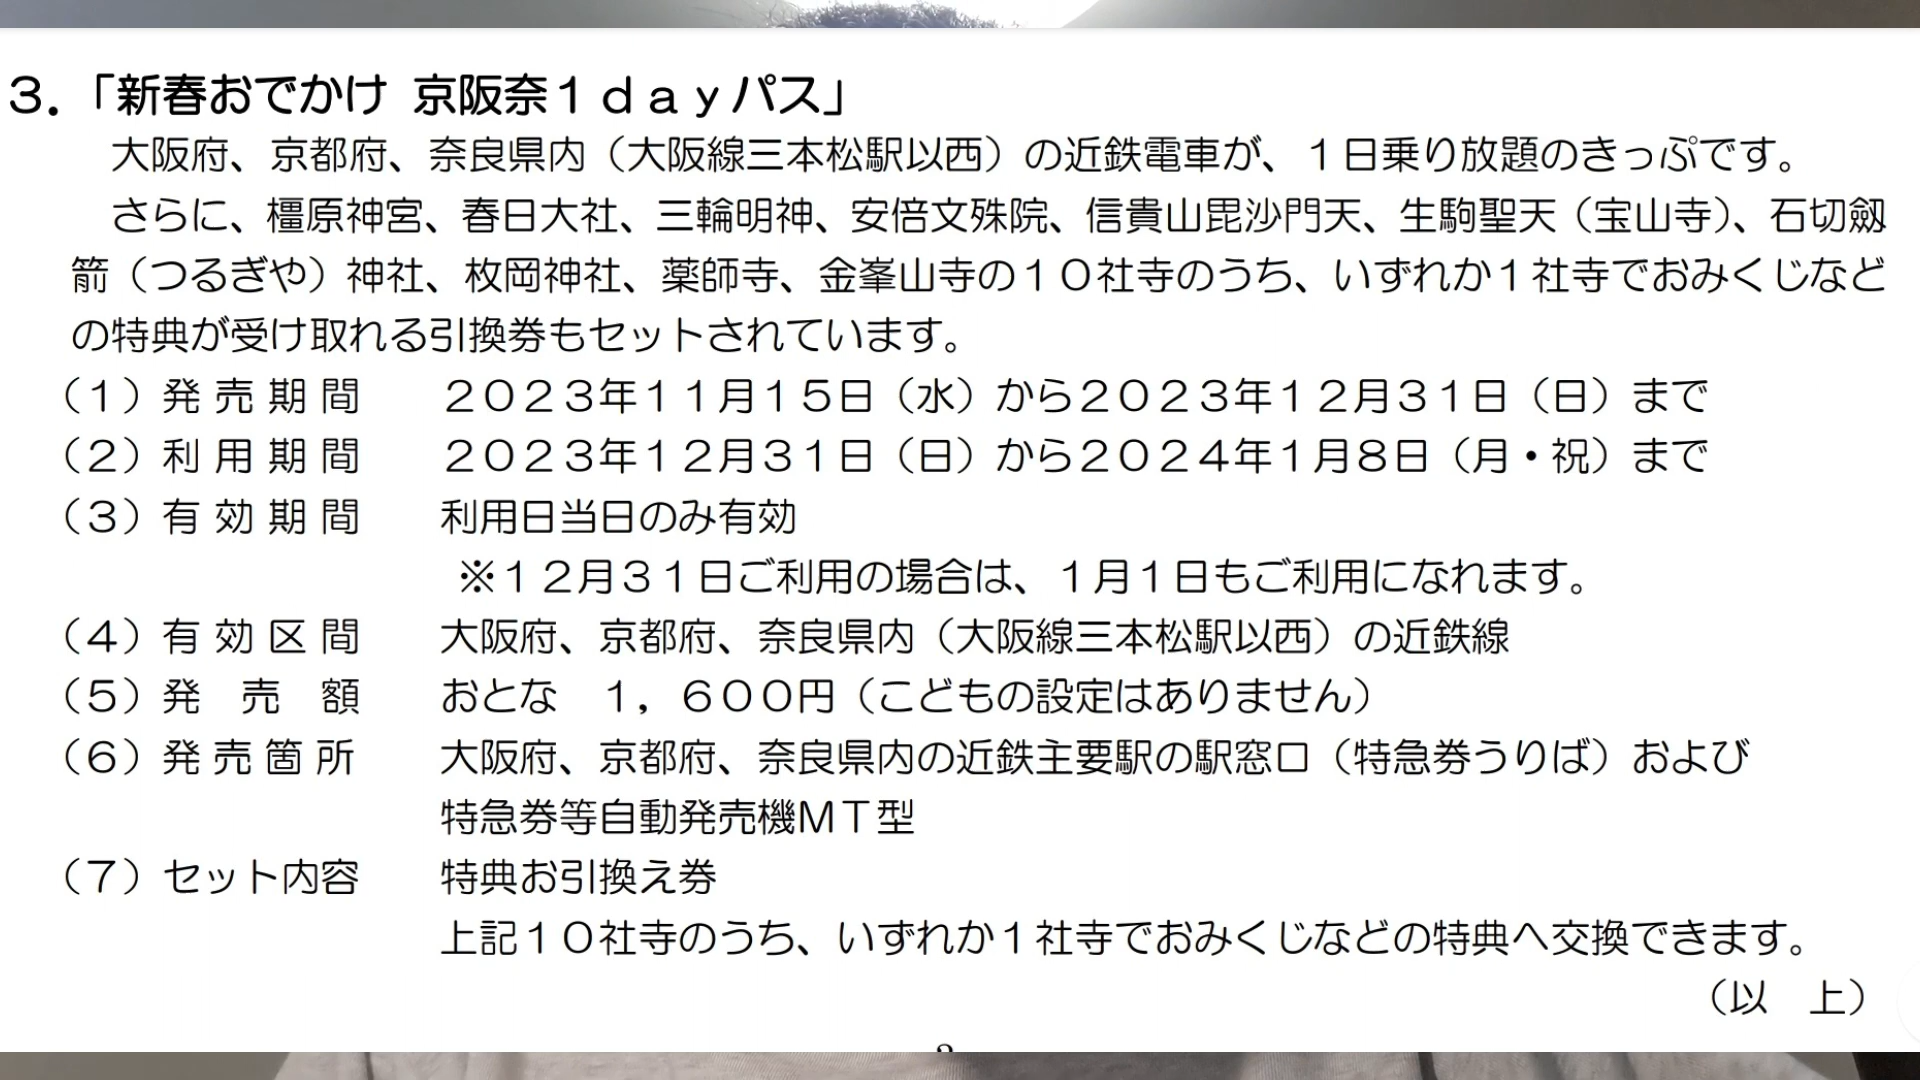 ３．「新春おでかけ 京阪奈１ｄａｙパス」
大阪府、京都府、奈良県内（大阪線三本松駅以西）の近鉄電車が、１日乗り放題のきっぷです。
さらに、橿原神宮、春日大社、三輪明神、安倍文殊院、信貴山毘沙門天、生駒聖天（宝山寺）、石切劔
箭（つるぎや）神社、枚岡神社、薬師寺、金峯山寺の１０社寺のうち、いずれか１社寺でおみくじなど
の特典が受け取れる引換券もセットされています。
（１）発売期間　２０２３年１１月１５日（水）から２０２３年１２月３１日（日）まで
（２）利用期間　２０２３年１２月３１日（日）から２０２４年１月８日（月・祝）まで
（３）有効期間　利用日当日のみ有効
※１２月３１日ご利用の場合は、１月１日もご利用になれます。
（４）有効区間　大阪府、京都府、奈良県内（大阪線三本松駅以西）の近鉄線
（５）発　売　額　おとな　１，６００円（こどもの設定はありません）
（６）発売箇所　大阪府、京都府、奈良県内の近鉄主要駅の駅窓口（特急券うりば）および
特急券等自動発売機ＭＴ型
（７）セット内容　特典お引換え券
上記１０社寺のうち、いずれか１社寺でおみくじなどの特典へ交換できます。
（以　上）